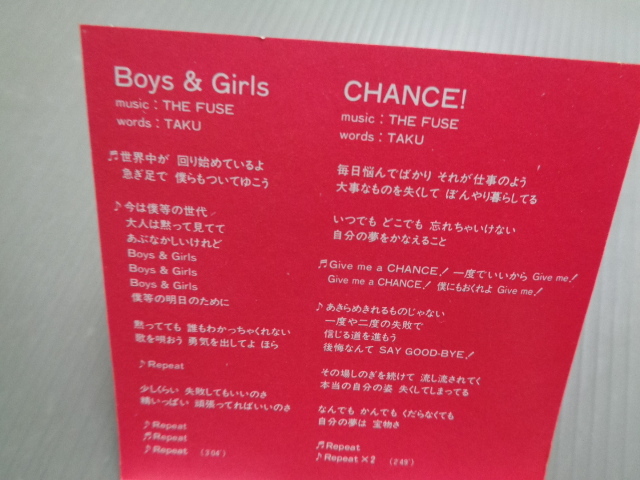 Boys & Girls
music : THE FUSE
words : TAKU
♬世界中が 回り始めているよ
急ぎ足で 僕らもついてゆこう
♪今は僕等の世代
大人は黙って見てて
あぶなかしいけれど
Boys & Girls
Boys & Girls
Boys & Girls
僕等の明日のために
黙ってても 誰もわかっちゃくれない
歌を唄おう 勇気を出してよ ほら
♪Repeat
少しくらい 失敗してもいいのさ
精いっぱい 頑張ってればいいのさ
♪Repeat
♬Repeat
♪Repeat (3'04")
CHANCE!
music : THE FUSE
words : TAKU
毎日悩んでばかり それが仕事のよう
大事なものを失くして ぼんやり暮らしてる
いつでも どこでも 忘れちゃいけない
自分の夢をかなえること
♬Give me a CHANCE! 一度でいいから Give me!
Give me a CHANCE! 僕にもおくれよ Give me!
♪あきらめきれるものじゃない
一度や二度の失敗で
信じる道を進もう
後悔なんて SAY GOOD-BYE!
その場しのぎを続けて 流し流されてく
本当の自分の姿 失くしてしまってる
なんでも かんでも くだらなくても
自分の夢は 宝物さ
♬Repeat
♪Repeat ×2 (2'49")